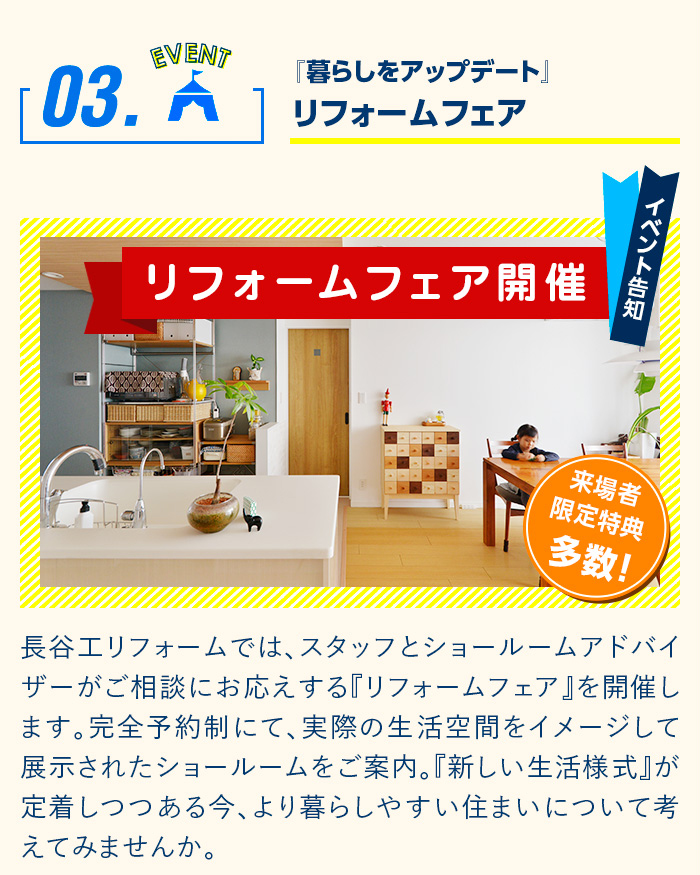 03.
EVENT
『暮らしをアップデート』
リフォームフェア
イベント告知
リフォームフェア開催
来場者
限定特典
多数!
長谷工リフォームでは、スタッフとショールームアドバイ
ザーがご相談にお応えする『リフォームフェア』を開催し
ます。完全予約制にて、実際の生活空間をイメージして
展示されたショールームをご案内。『新しい生活様式』が
定着しつつある今、より暮らしやすい住まいについて考
えてみませんか。